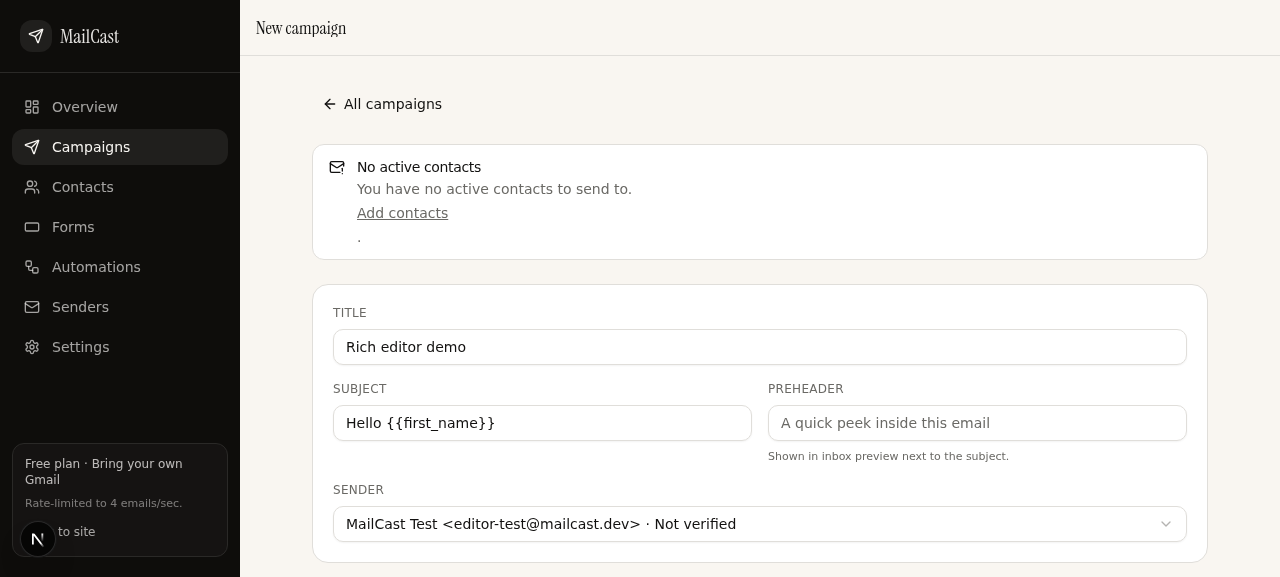 MailCast
New campaign
Overview
Campaigns
Contacts
Forms
Automations
Senders
Settings
Free plan · Bring your own
Gmail
Rate-limited to 4 emails/sec.
to site
N
All campaigns
No active contacts
You have no active contacts to send to.
Add contacts
.
TITLE
Rich editor demo
SUBJECT
PREHEADER
Hello {{first_name}}
A quick peek inside this email
Shown in inbox preview next to the subject.
SENDER
MailCast Test <editor-test@mailcast.dev> · Not verified